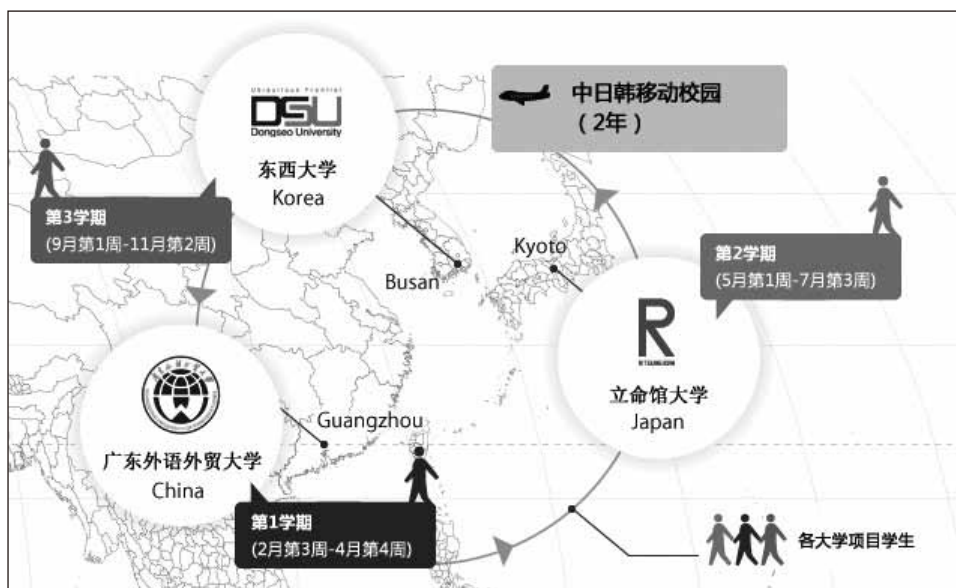 Ubiquitous Frontier
DSU
Dongseo University
东西大学
Korea
中日韩移动校园
（2年）
第3学期
(9月第1周-11月第2周)
Busan
Kyoto
第2学期
(5月第1周-7月第3周)
R
RITSUMEIKAN
立命馆大学
Japan
Guangzhou
广东外语外贸大学
China
第1学期
(2月第3周-4月第4周)
各大学项目学生